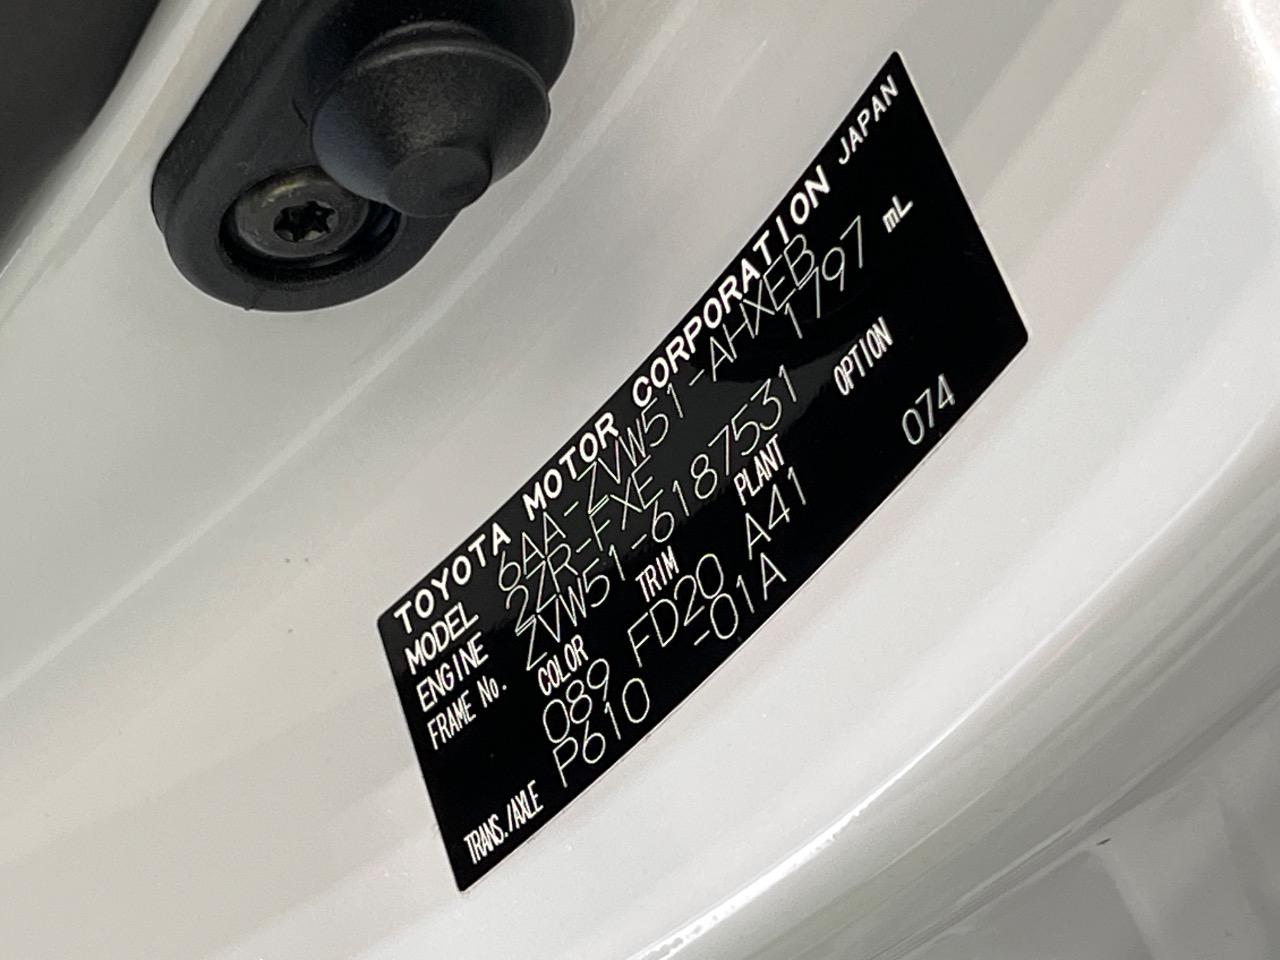 TOYOTA MOTOR CORPORATION JAPAN
MODEL 6AA-ZVW51-AHXEB
ENGINE 2ZR-FXE 1797 mL
FRAME No. ZVW51-6187531
COLOR TRIM PLANT OPTION
089 FD20 A41 074
TRANS./AXLE P610 -01A